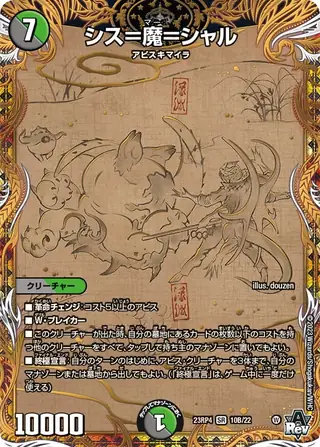 7
マニュ
シス=魔=シャル
アビスキマイラ
illus. douzen
クリーチャー
■革命チェンジ:コスト5以上のアビス
■W・ブレイカー
■このクリーチャーが出た時、自分の墓地にあるカードの枚数以下のコストを持
つ他のクリーチャーをすべて、タップして持ち主のマナゾーンに置いてもよい。
■終極宣言:自分のターンのはじめに、アビス・クリーチャーを3体まで、自分の
マナゾーンまたは墓地から出してもよい。(「終極宣言」は、ゲーム中に一度だけ
使える)
10000
1
23RP4 SR 10B/22
W
Rev